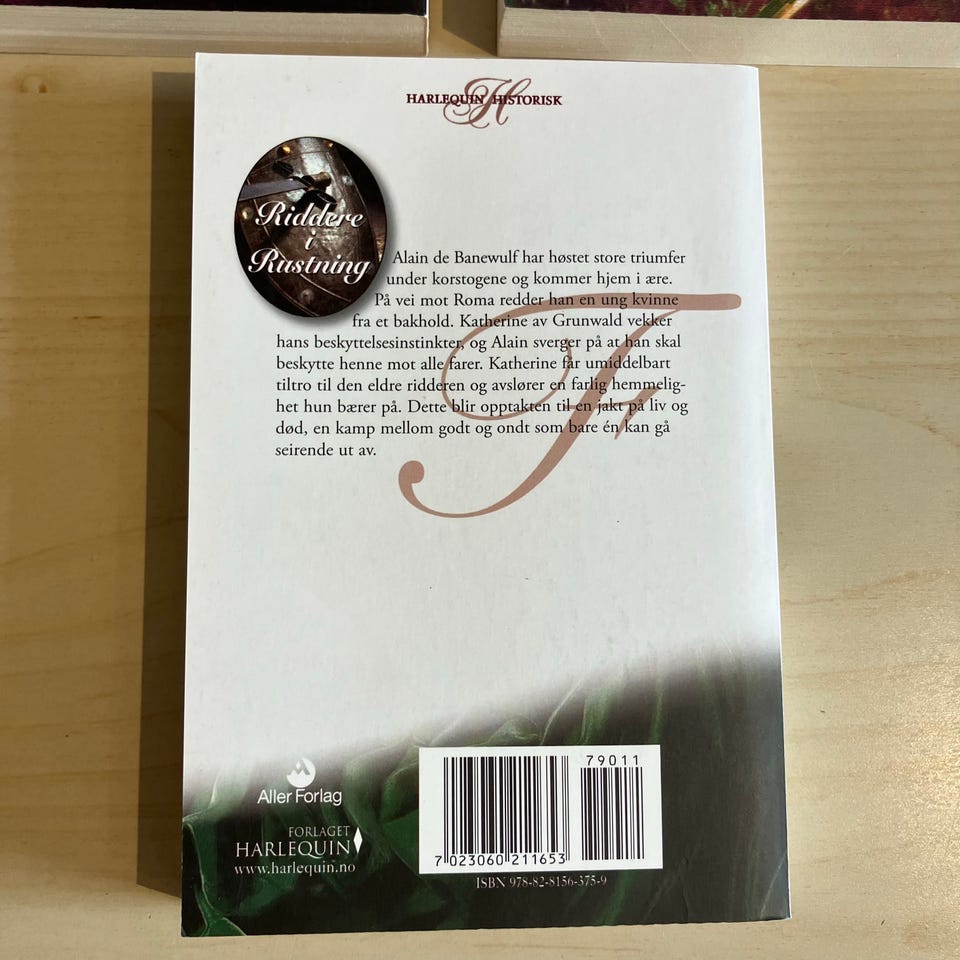 HARLEQUIN H HISTORISK
Riddere
i
Rustning
Alain de Banewulf har høstet store triumfer
under korstogene og kommer hjem i ære.
På vei mot Roma redder han en ung kvinne
fra et bakhold. Katherine av Grunwald vekker
hans beskyttelsesinstinkter, og Alain sverger på at han skal
beskytte henne mot alle farer. Katherine får umiddelbart
tiltro til den eldre ridderen og avslører en farlig hemmelig-
het hun bærer på. Dette blir opptakten til en jakt på liv og
død, en kamp mellom godt og ondt som bare én kan gå
seirende ut av.
F
Aller Forlag
FORLAGET
HARLEQUIN
www.harlequin.no
79011
7 023060 211653
ISBN 978-82-8156-375-9